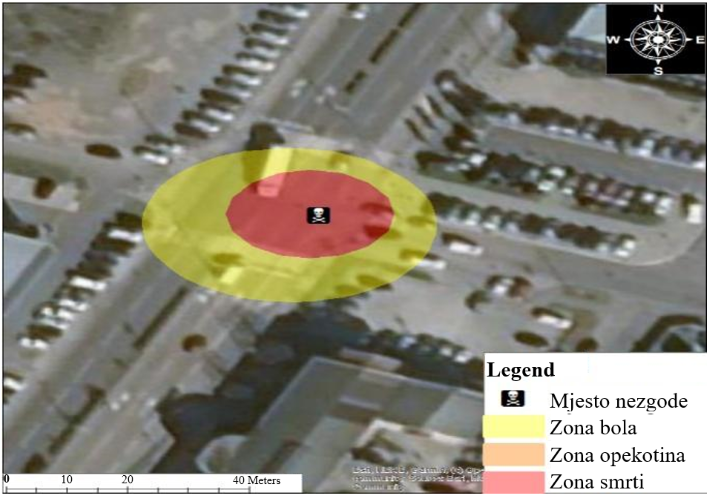 N
W E
S
Legend
Mjesto nezgode
Zona bola
Zona opekotina
Zona smrti
0 10 20 40 Meters